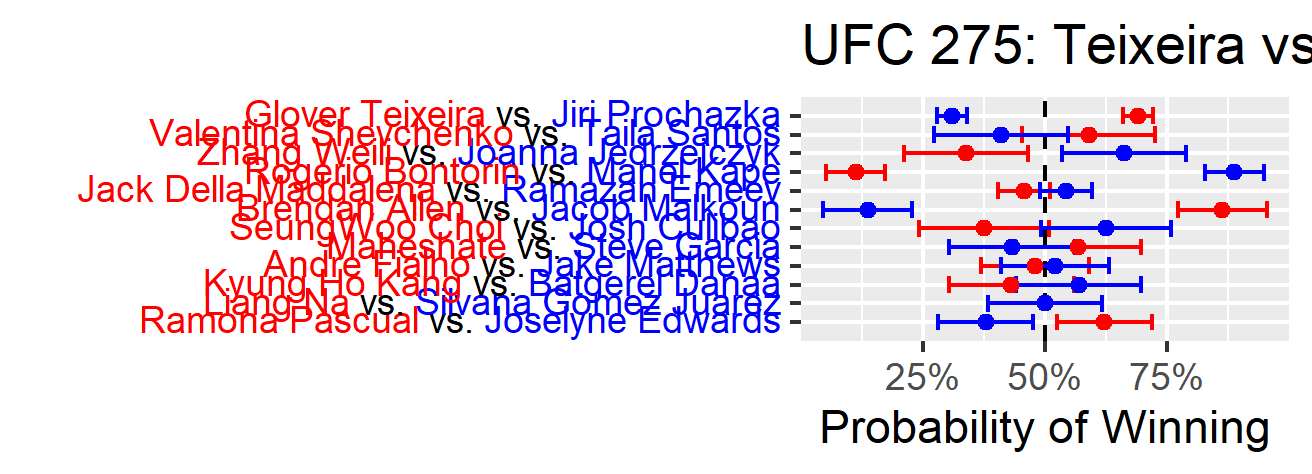 UFC 275: Teixeira vs
Glover Teixeira vs. Jiri Prochazka
Valentina Shevchenko vs. Taila Santos
Zhang Weili vs. Joanna Jedrzejczyk
Rogerio Bontorin vs. Manel Kape
Jack Della Maddalena vs. Ramazan Emeev
Brendan Allen vs. Jacob Malkoun
SeungWoo Choi vs. Josh Culibao
Maheshate vs. Steve Garcia
Andre Fialho vs. Jake Matthews
Kyung Ho Kang vs. Batgerel Danaa
Liang Na vs. Silvana Gomez Juarez
Ramona Pascual vs. Joselyne Edwards
25% 50% 75%
Probability of Winning